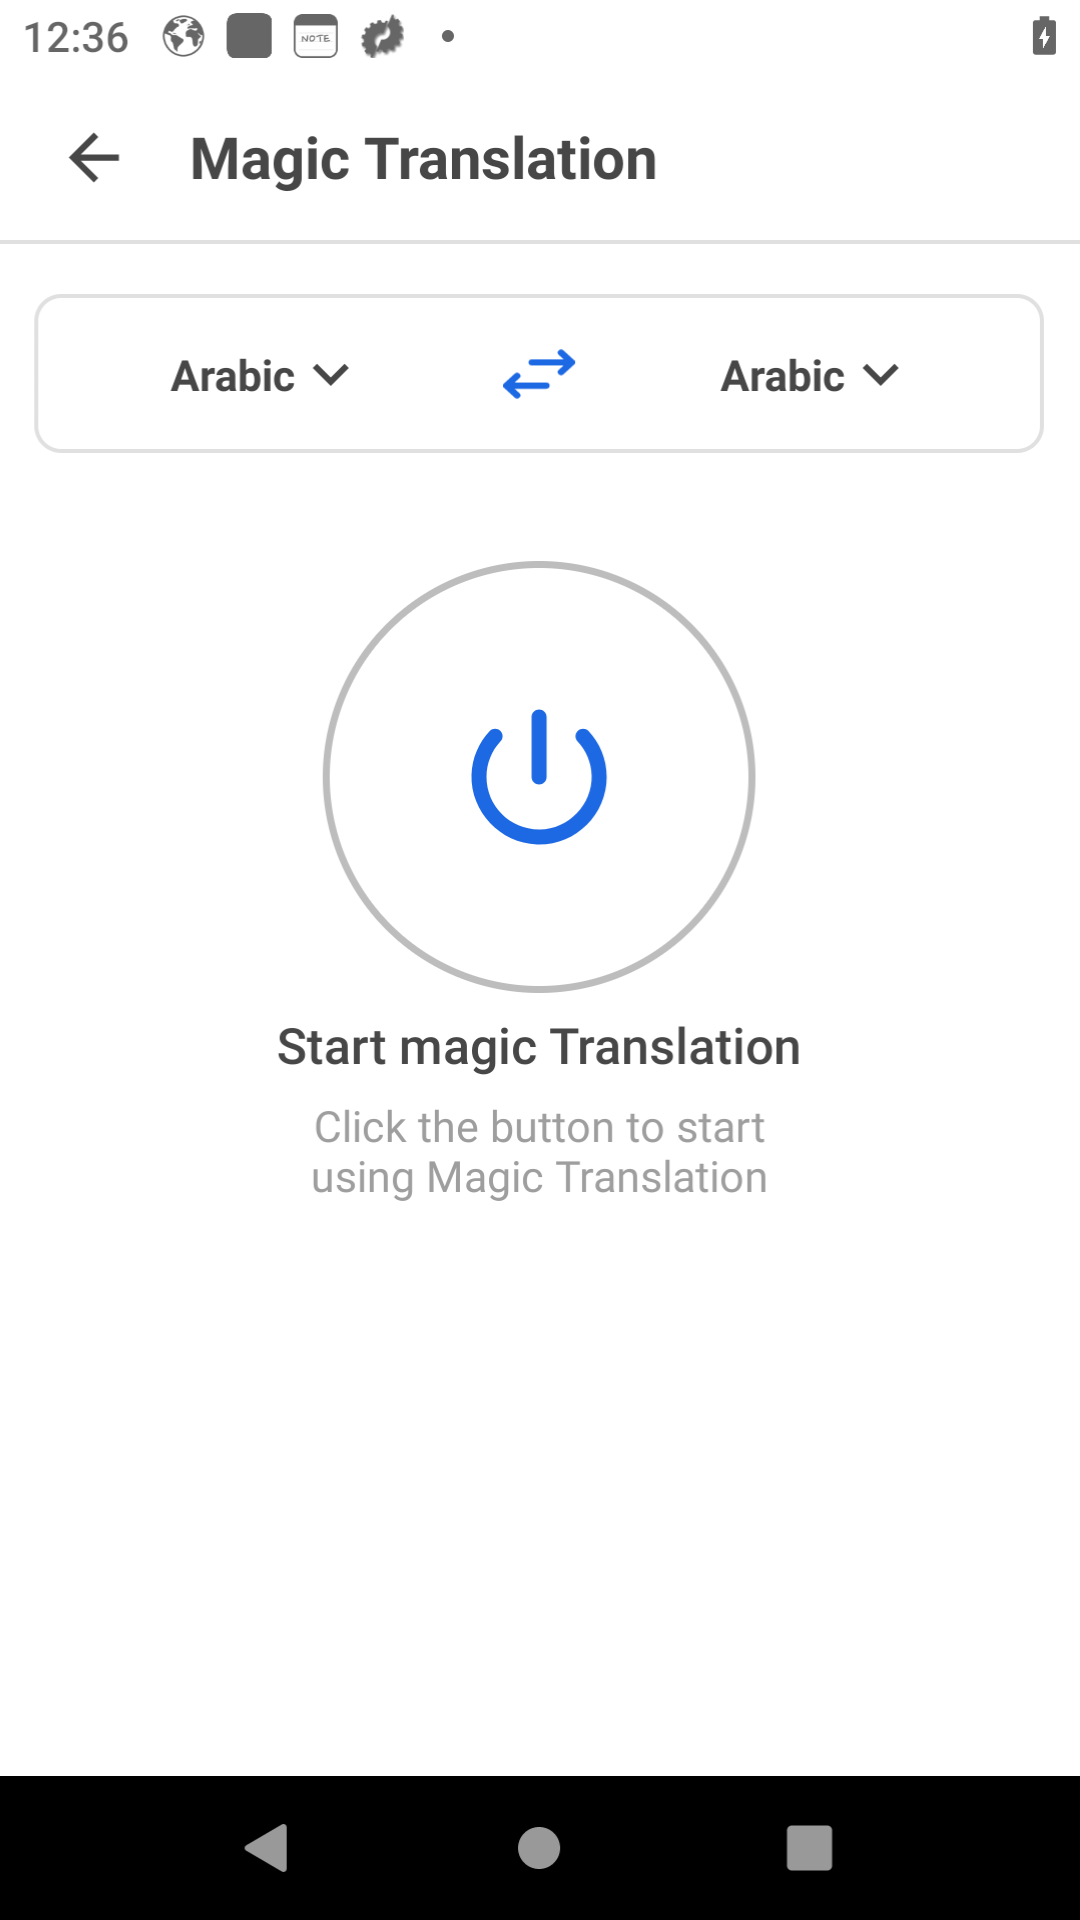 12:36
NOTE
Magic Translation
Arabic
Arabic
Start magic Translation
Click the button to start
using Magic Translation